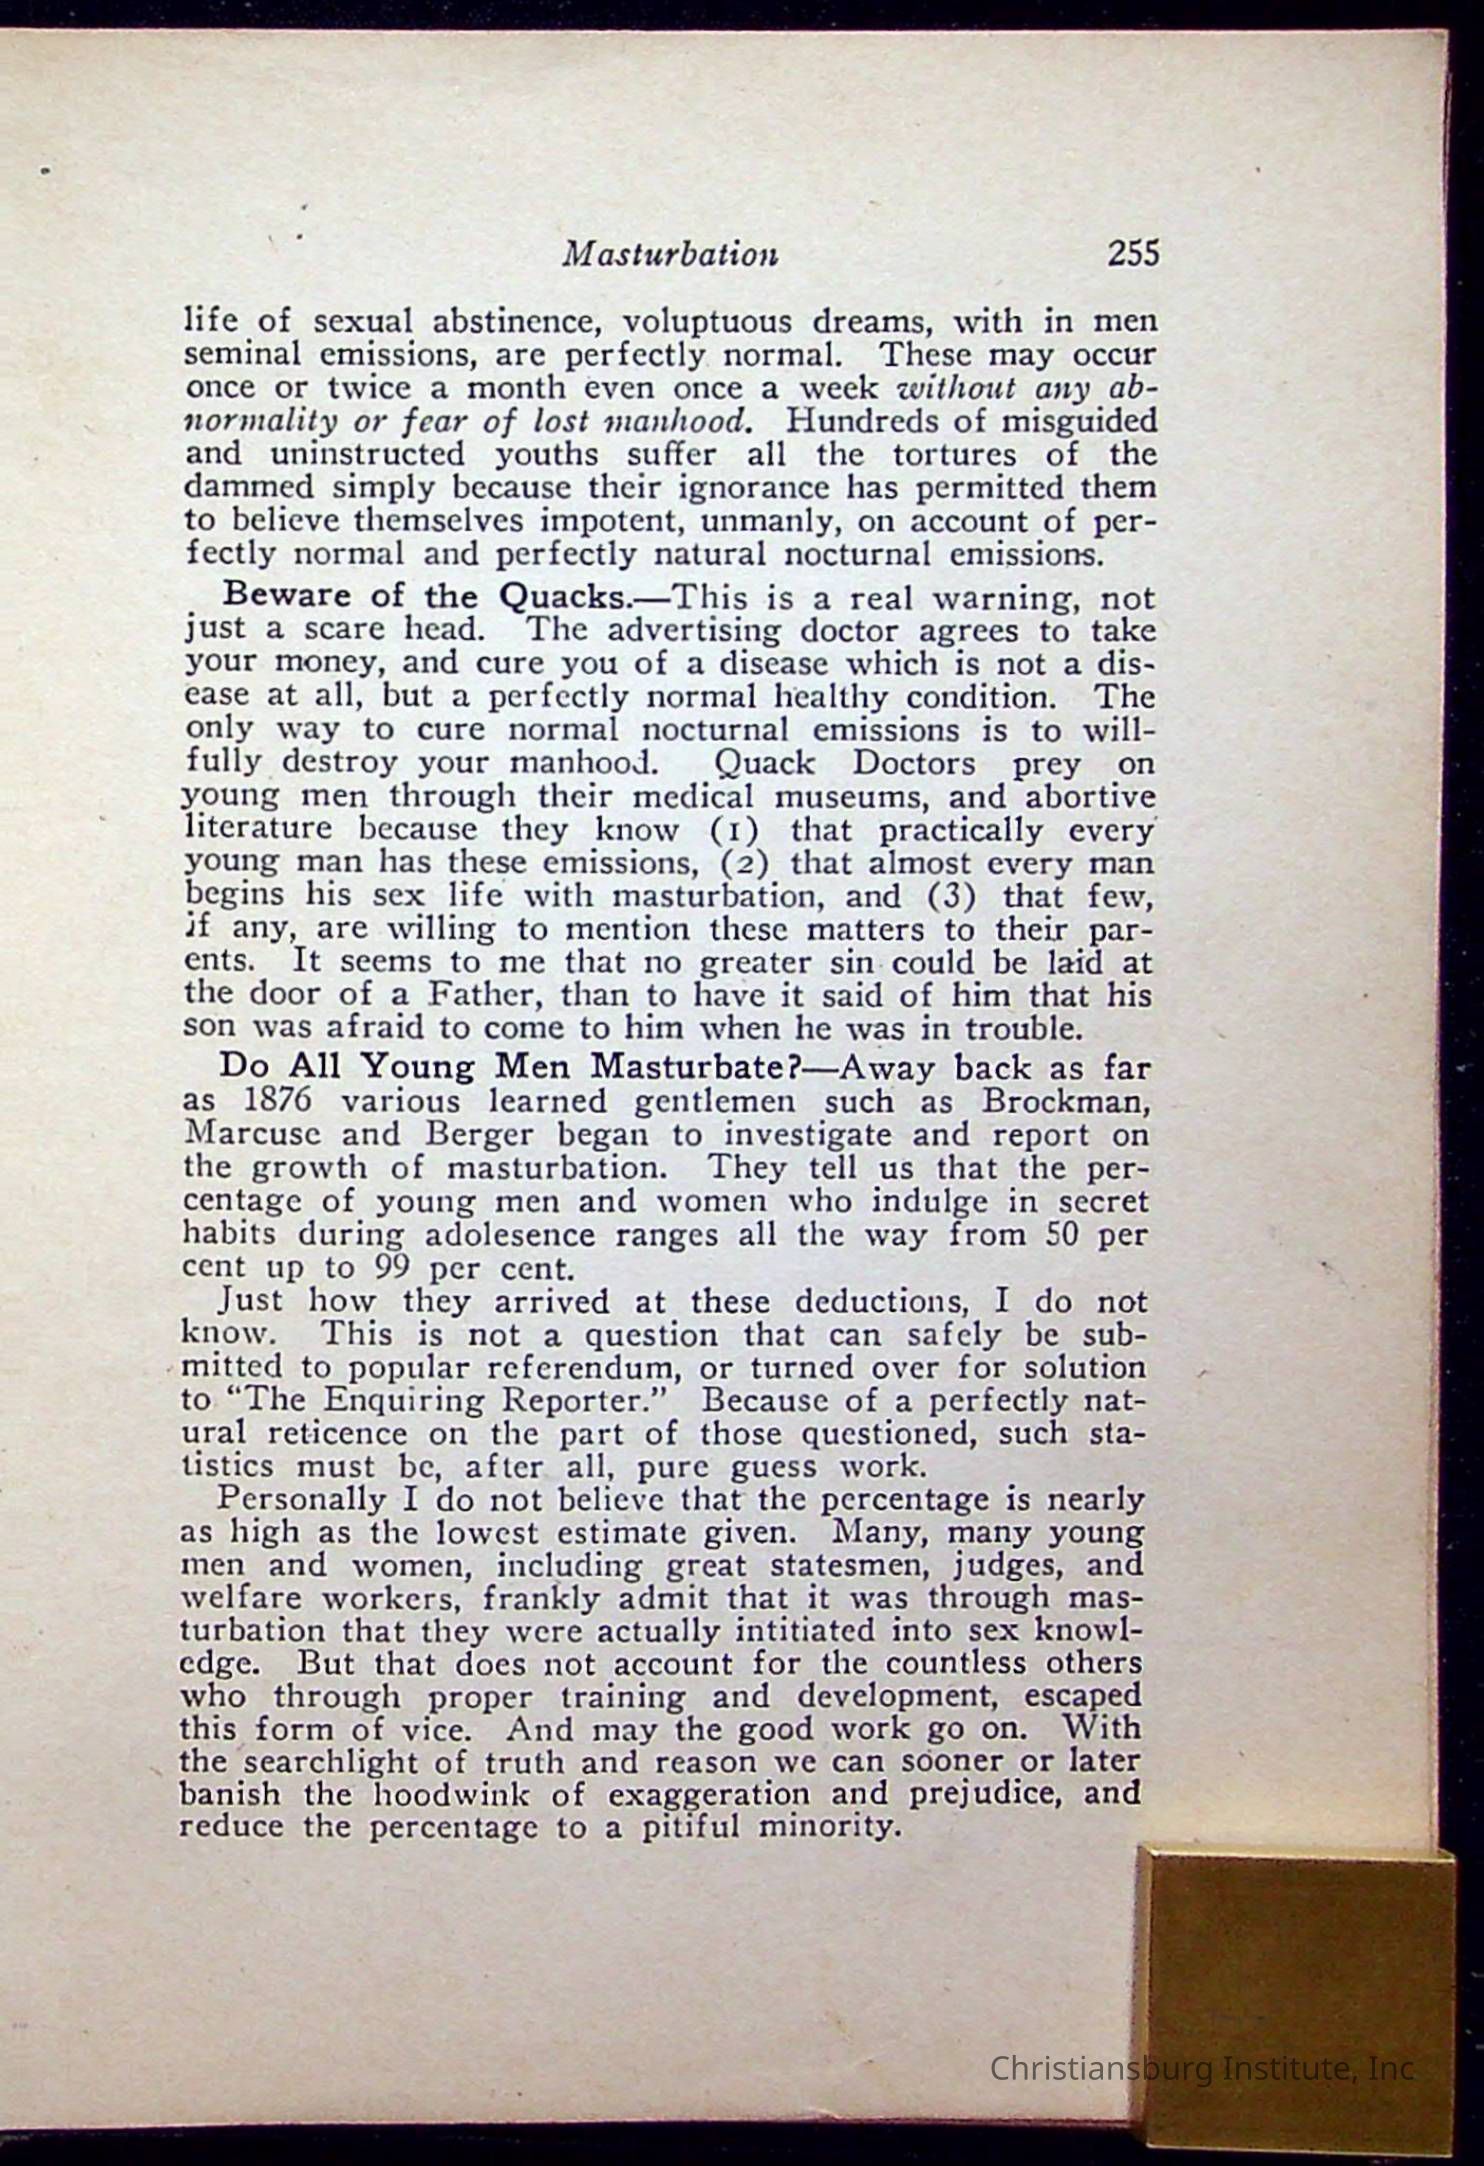 Masturbation 255
life of sexual abstinence, voluptuous dreams, with in men
seminal emissions, are perfectly normal. These may occur
once or twice a month even once a week without any ab-
normality or fear of lost manhood. Hundreds of misguided
and uninstructed youths suffer all the tortures of the
dammed simply because their ignorance has permitted them
to believe themselves impotent, unmanly, on account of per-
fectly normal and perfectly natural nocturnal emissions.
Beware of the Quacks.—This is a real warning, not
just a scare head. The advertising doctor agrees to take
your money, and cure you of a disease which is not a dis-
ease at all, but a perfectly normal healthy condition. The
only way to cure normal nocturnal emissions is to will-
fully destroy your manhood. Quack Doctors prey on
young men through their medical museums, and abortive
literature because they know (1) that practically every
young man has these emissions, (2) that almost every man
begins his sex life with masturbation, and (3) that few,
if any, are willing to mention these matters to their par-
ents. It seems to me that no greater sin could be laid at
the door of a Father, than to have it said of him that his
son was afraid to come to him when he was in trouble.
Do All Young Men Masturbate?—Away back as far
as 1876 various learned gentlemen such as Brockman,
Marcuse and Berger began to investigate and report on
the growth of masturbation. They tell us that the per-
centage of young men and women who indulge in secret
habits during adolesence ranges all the way from 50 per
cent up to 99 per cent.
Just how they arrived at these deductions, I do not
know. This is not a question that can safely be sub-
mitted to popular referendum, or turned over for solution
to “The Enquiring Reporter.” Because of a perfectly nat-
ural reticence on the part of those questioned, such sta-
tistics must be, after all, pure guess work.
Personally I do not believe that the percentage is nearly
as high as the lowest estimate given. Many, many young
men and women, including great statesmen, judges, and
welfare workers, frankly admit that it was through mas-
turbation that they were actually intitiated into sex knowl-
edge. But that does not account for the countless others
who through proper training and development, escaped
this form of vice. And may the good work go on. With
the searchlight of truth and reason we can sooner or later
banish the hoodwink of exaggeration and prejudice, and
reduce the percentage to a pitiful minority.
Christiansburg Institute, Inc